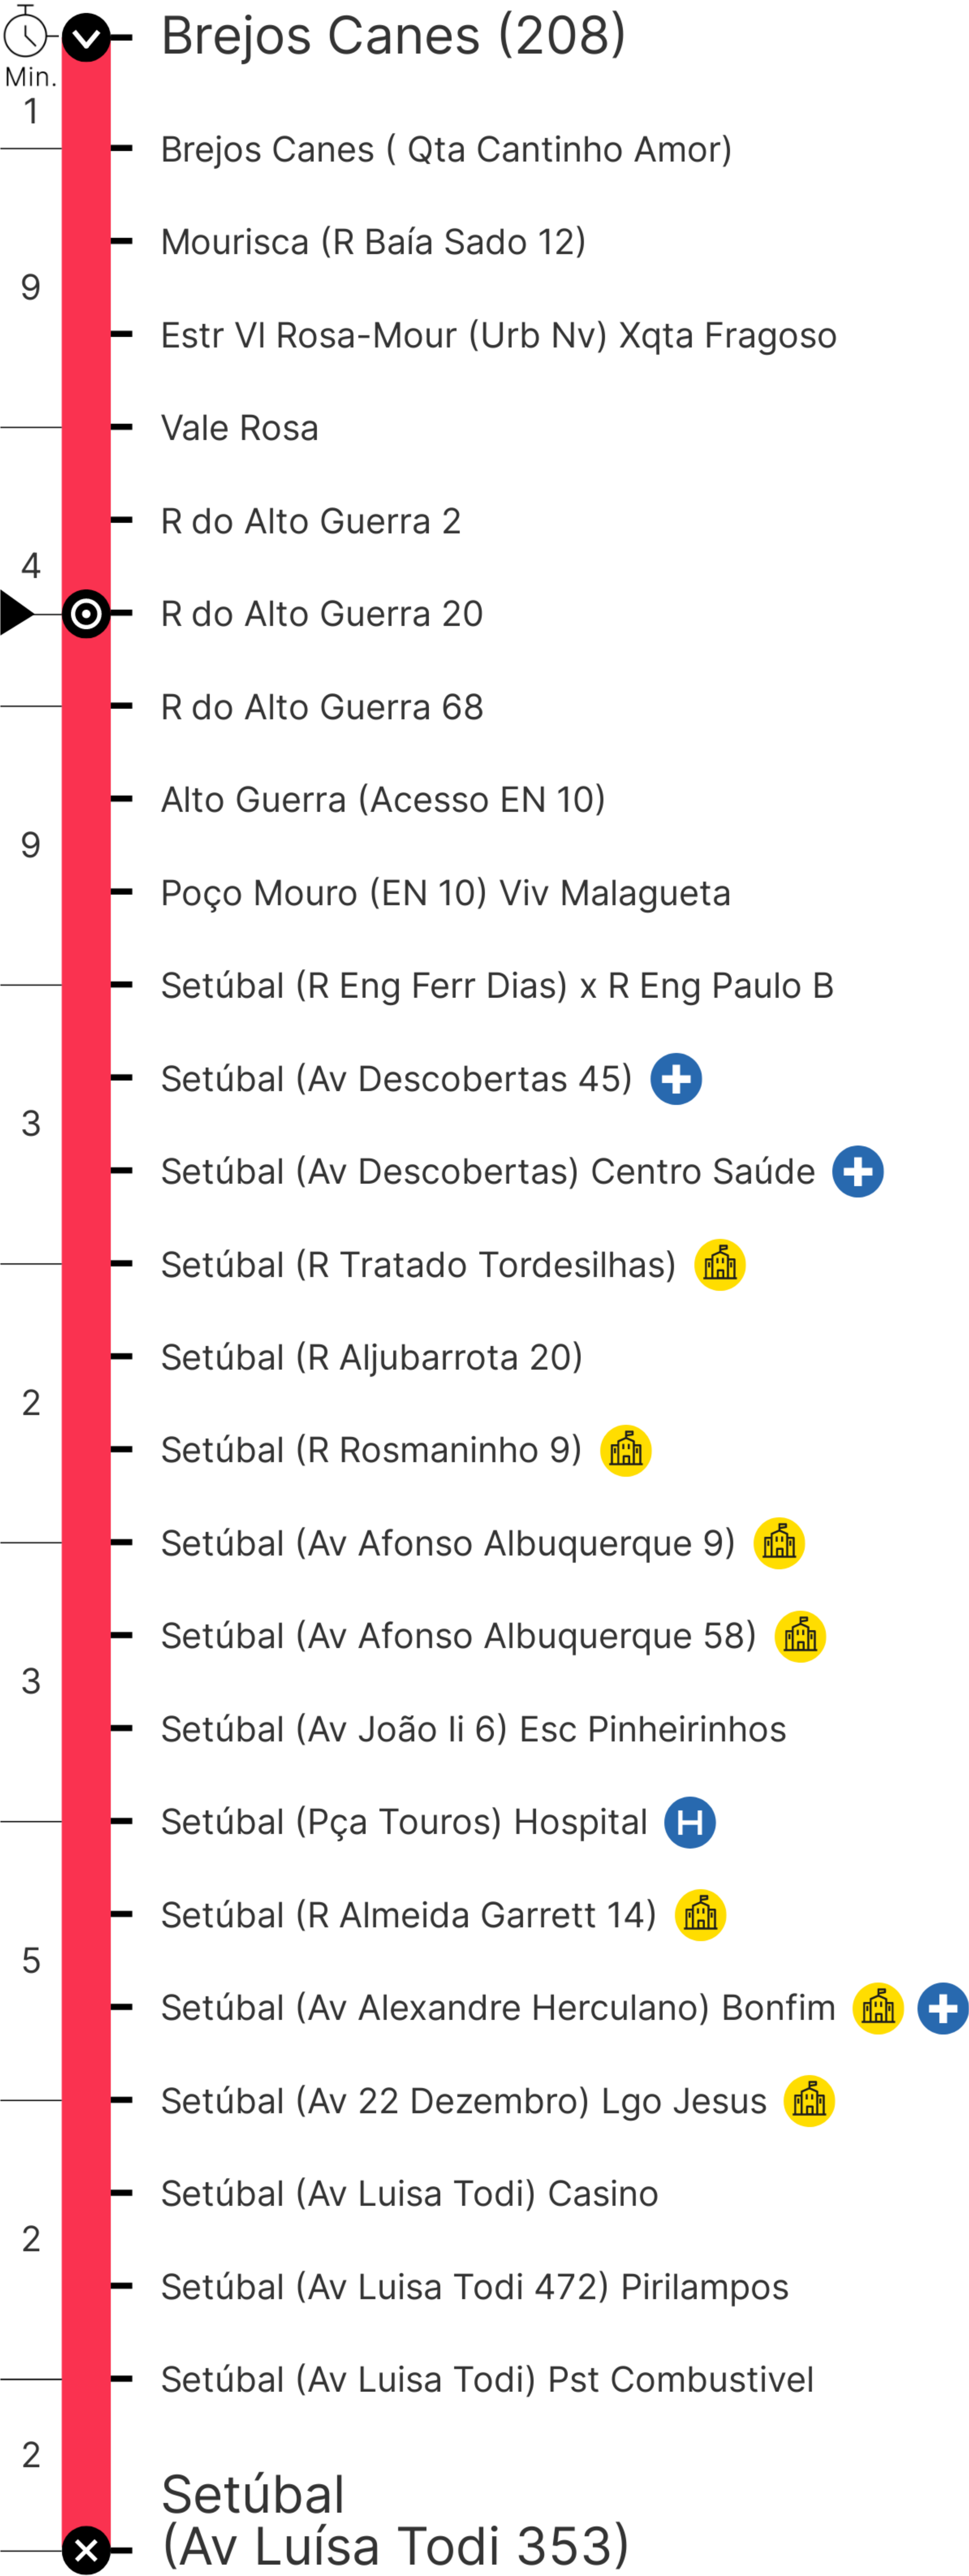 Brejos Canes (208)
Min.
1
Brejos Canes ( Qta Cantinho Amor)
Mourisca (R Baía Sado 12)
9
Estr Vl Rosa-Mour (Urb Nv) Xqta Fragoso
Vale Rosa
R do Alto Guerra 2
4
R do Alto Guerra 20
R do Alto Guerra 68
Alto Guerra (Acesso EN 10)
9
Poço Mouro (EN 10) Viv Malagueta
Setúbal (R Eng Ferr Dias) x R Eng Paulo B
Setúbal (Av Descobertas 45)
3
Setúbal (Av Descobertas) Centro Saúde
Setúbal (R Tratado Tordesilhas)
Setúbal (R Aljubarrota 20)
2
Setúbal (R Rosmaninho 9)
Setúbal (Av Afonso Albuquerque 9)
Setúbal (Av Afonso Albuquerque 58)
3
Setúbal (Av João Ii 6) Esc Pinheirinhos
Setúbal (Pça Touros) Hospital H
Setúbal (R Almeida Garrett 14)
5
Setúbal (Av Alexandre Herculano) Bonfim
Setúbal (Av 22 Dezembro) Lgo Jesus
Setúbal (Av Luisa Todi) Casino
2
Setúbal (Av Luisa Todi 472) Pirilampos
Setúbal (Av Luisa Todi) Pst Combustivel
2
Setúbal
(Av Luísa Todi 353)